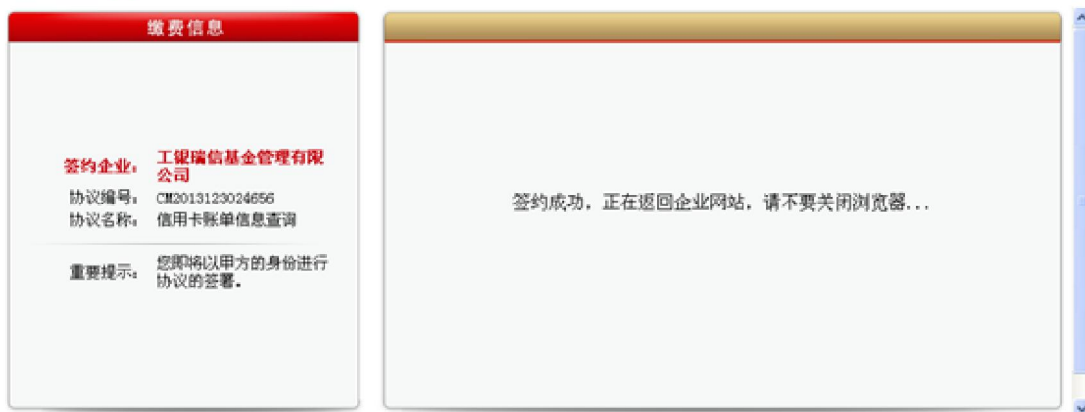 缴费信息
签约企业: 工银瑞信基金管理有限
公司
协议编号: CM2013123024656
协议名称: 信用卡账单信息查询
重要提示: 您即将以甲方的身份进行
协议的签署.
签约成功, 正在返回企业网站, 请不要关闭浏览器...